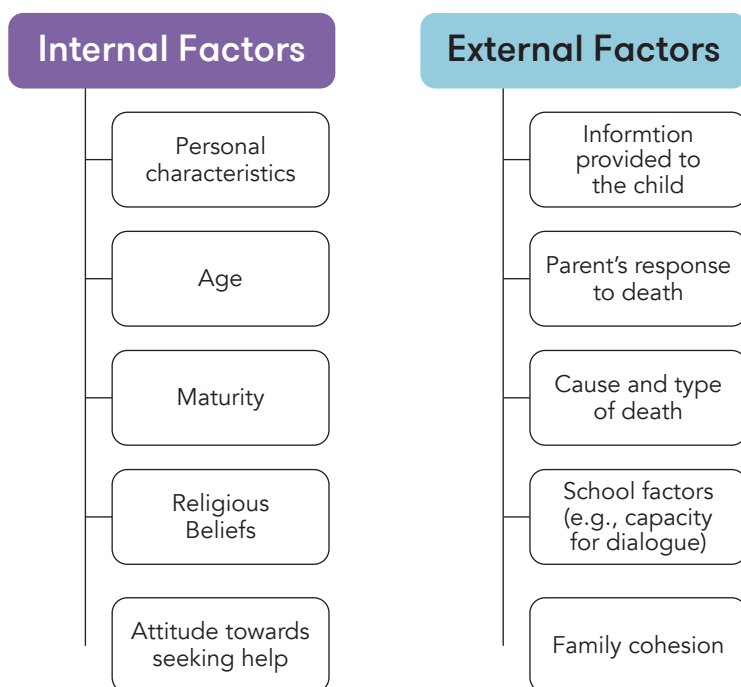 Internal Factors
Personal
characteristics
Age
Maturity
Religious
Beliefs
Attitude towards
seeking help
External Factors
Informtion
provided to
the child
Parent’s response
to death
Cause and type
of death
School factors
(e.g., capacity
for dialogue)
Family cohesion